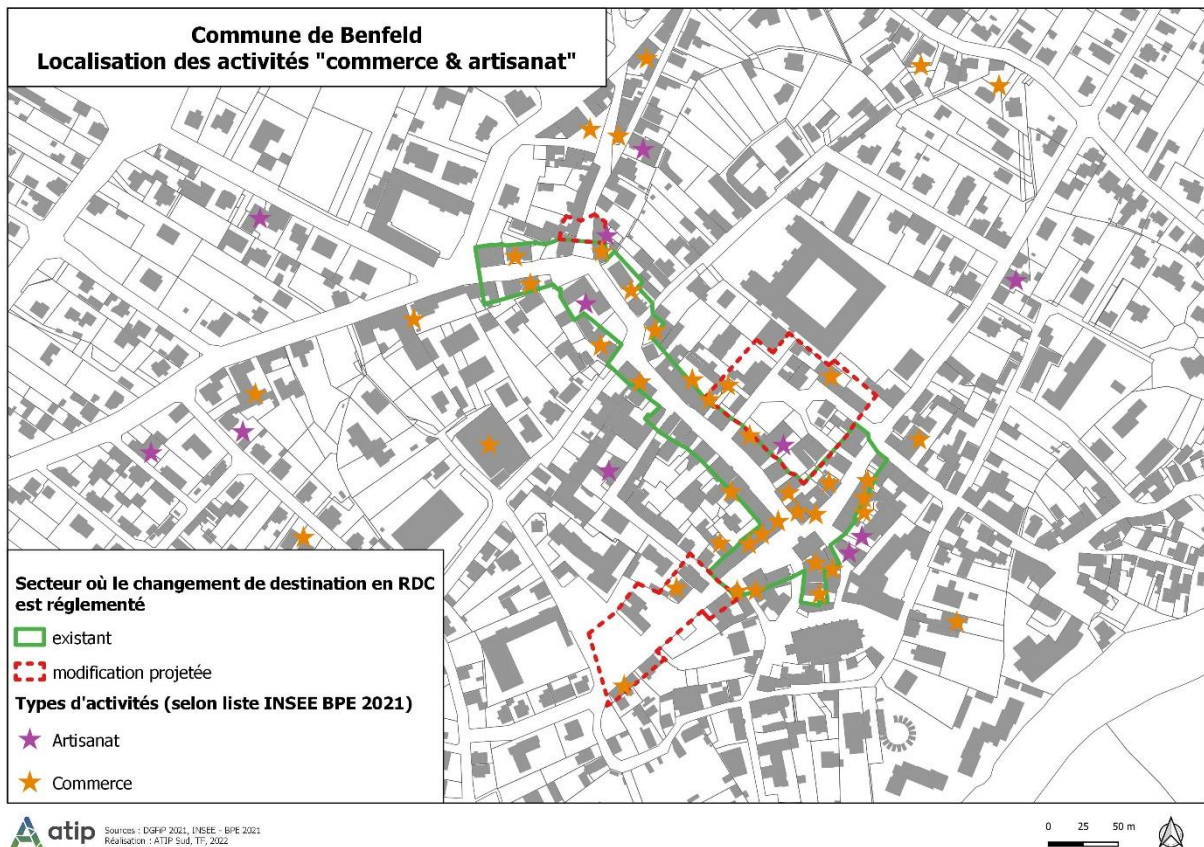 Commune de Benfeld
Localisation des activités "commerce & artisanat"
Secteur où le changement de destination en RDC
est réglementé
existant
modification projetée
Types d'activités (selon liste INSEE BPE 2021)
Artisanat
Commerce
atip
Sources : DGFiP 2021, INSEE - BPE 2021
Réalisation : ATIP Sud, TF, 2022
0 25 50 m